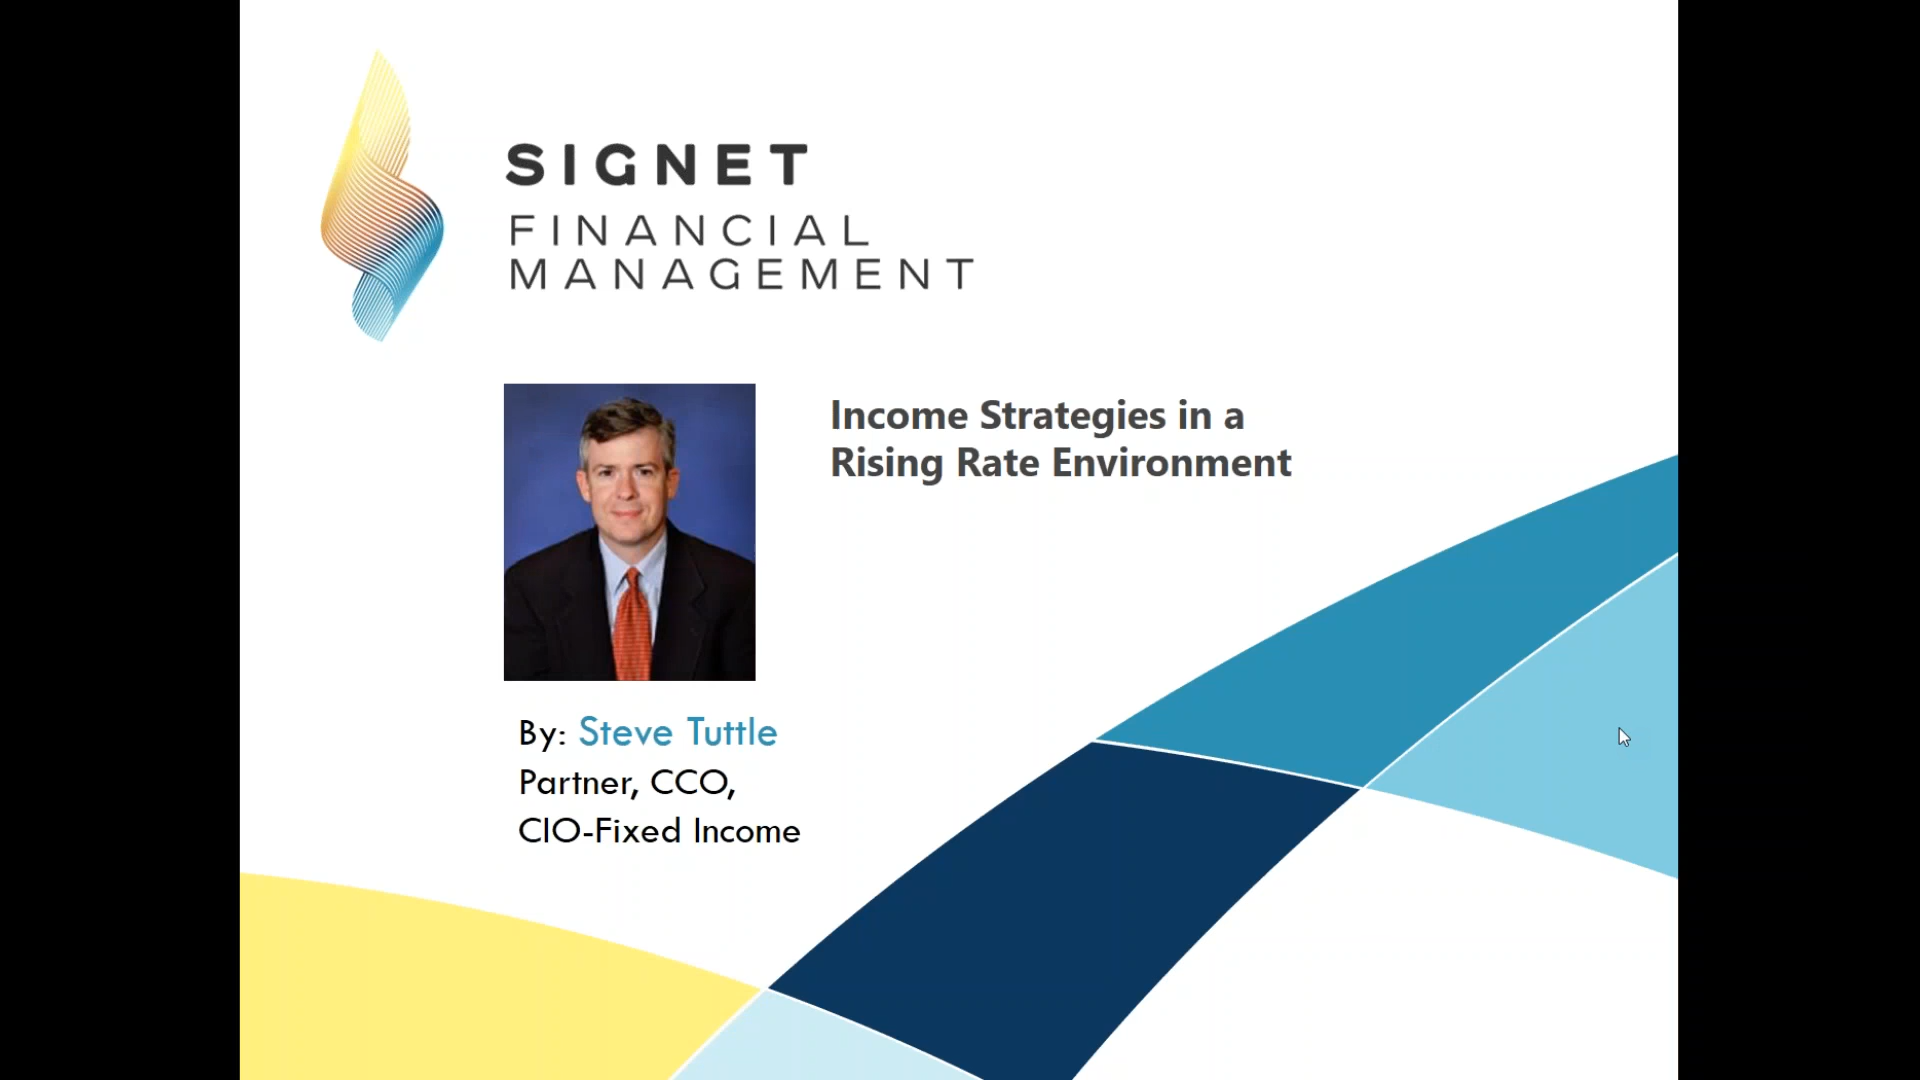 SIGNET
FINANCIAL
MANAGEMENT
Income Strategies in a
Rising Rate Environment
By: Steve Tuttle
Partner, CCO,
CIO-Fixed Income